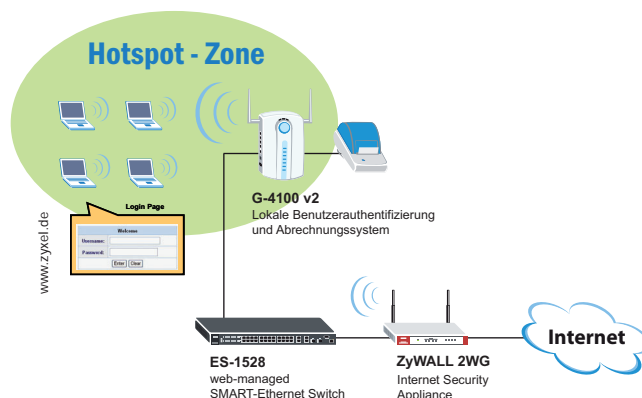 Hotspot - Zone
Login Page
Welcome
Username:
Password:
Enter Clear
www.zyxel.de
G-4100 v2
Lokale Benutzerauthentifizierung
und Abrechnungssystem
ES-1528
web-managed
SMART-Ethernet Switch
ZyWALL 2WG
Internet Security
Appliance
Internet